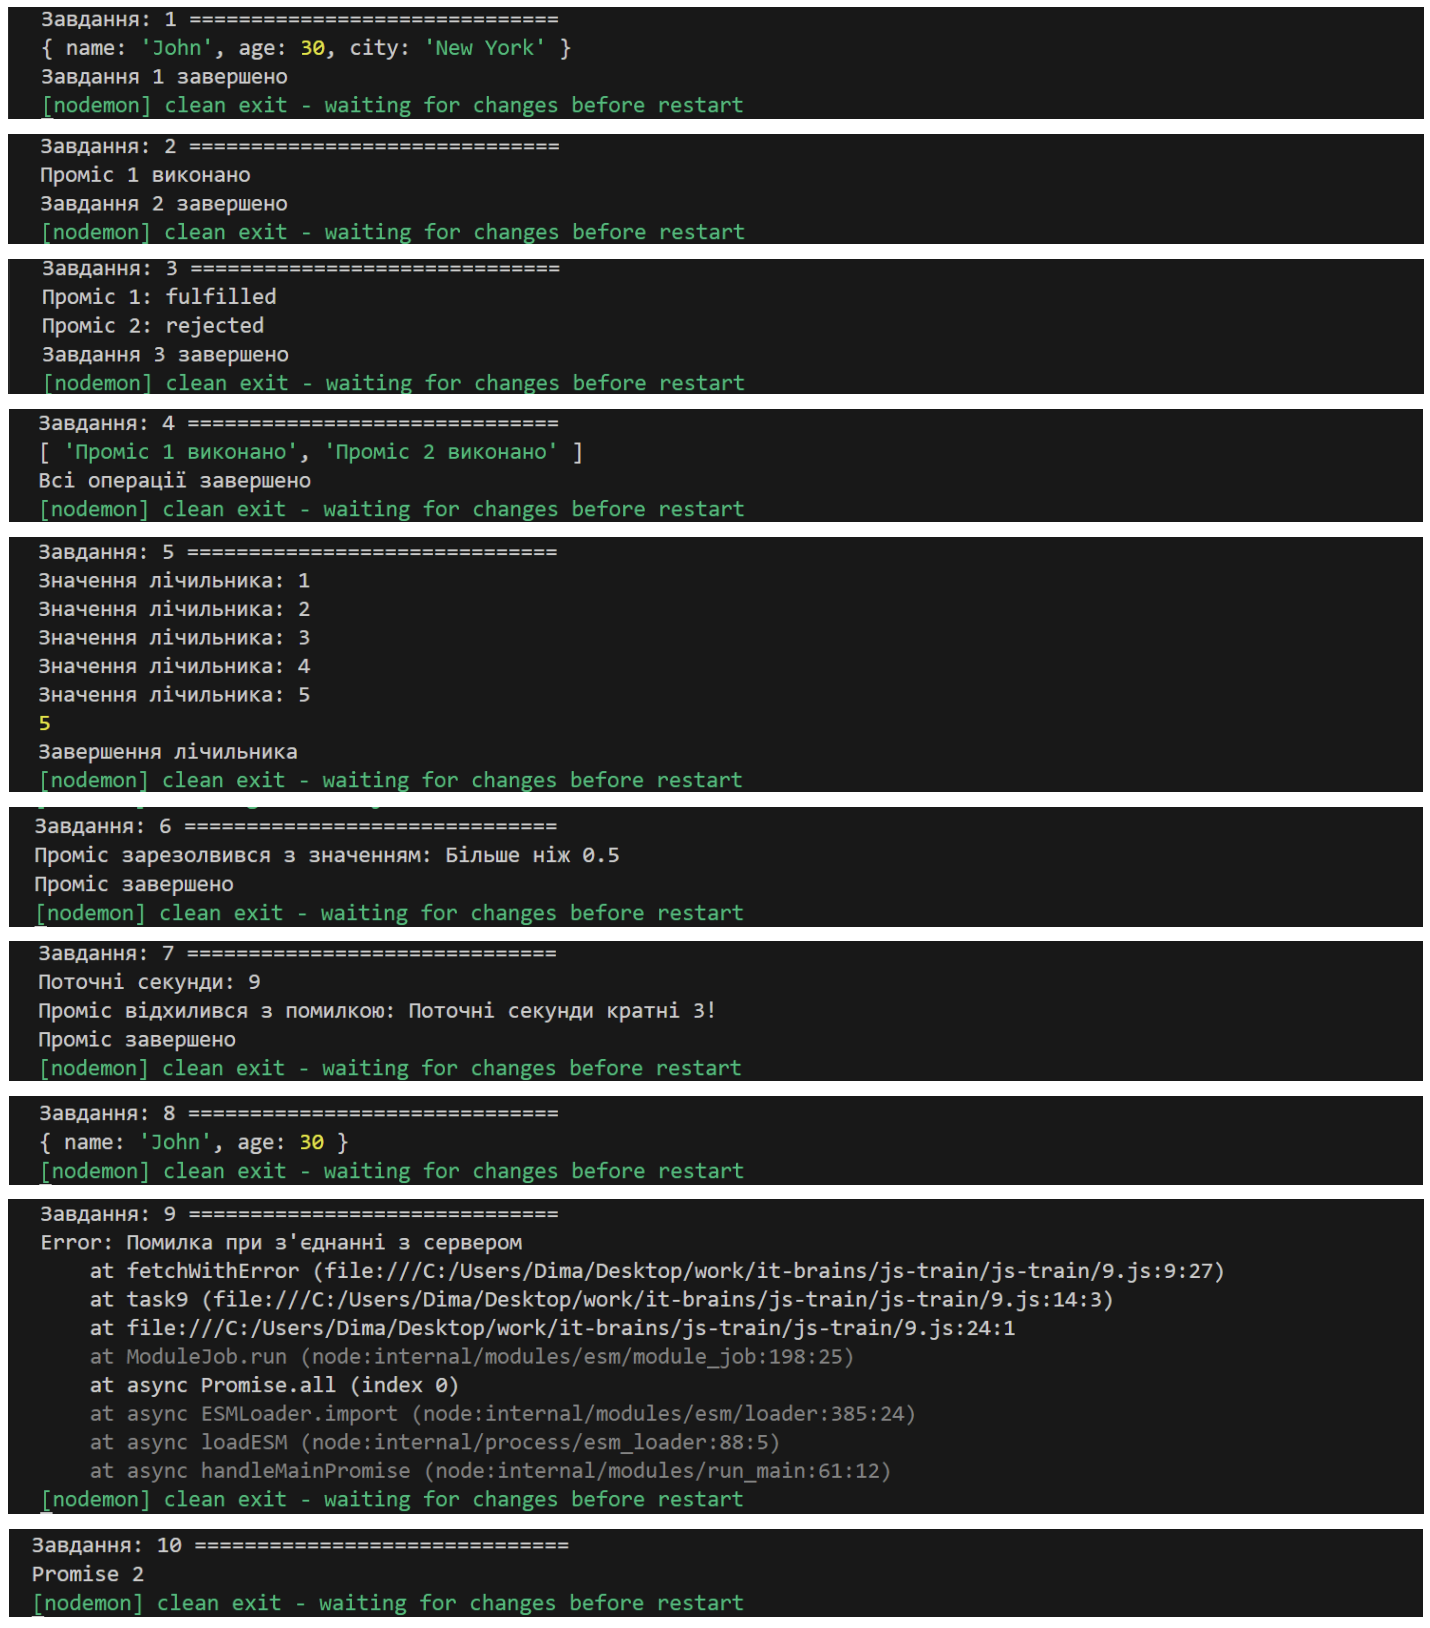 Завдання: 1 ==============================
{ name: 'John', age: 30, city: 'New York' }
Завдання 1 завершено
[nodemon] clean exit - waiting for changes before restart
Завдання: 2 ==============================
Проміс 1 виконано
Завдання 2 завершено
[nodemon] clean exit - waiting for changes before restart
Завдання: 3 ==============================
Проміс 1: fulfilled
Проміс 2: rejected
Завдання 3 завершено
[nodemon] clean exit - waiting for changes before restart
Завдання: 4 ==============================
[ 'Проміс 1 виконано', 'Проміс 2 виконано' ]
Всі операції завершено
[nodemon] clean exit - waiting for changes before restart
Завдання: 5 ==============================
Значення лічильника: 1
Значення лічильника: 2
Значення лічильника: 3
Значення лічильника: 4
Значення лічильника: 5
5
Завершення лічильника
[nodemon] clean exit - waiting for changes before restart
Завдання: 6 ==============================
Проміс зарезолвився з значенням: Більше ніж 0.5
Проміс завершено
[nodemon] clean exit - waiting for changes before restart
Завдання: 7 ==============================
Поточні секунди: 9
Проміс відхилився з помилкою: Поточні секунди кратні 3!
Проміс завершено
[nodemon] clean exit - waiting for changes before restart
Завдання: 8 ==============================
{ name: 'John', age: 30 }
[nodemon] clean exit - waiting for changes before restart
Завдання: 9 ==============================
Error: Помилка при з'єднанні з сервером
    at fetchWithError (file:///C:/Users/Dima/Desktop/work/it-brains/js-train/js-train/9.js:9:27)
    at task9 (file:///C:/Users/Dima/Desktop/work/it-brains/js-train/js-train/9.js:14:3)
    at file:///C:/Users/Dima/Desktop/work/it-brains/js-train/js-train/9.js:24:1
    at ModuleJob.run (node:internal/modules/esm/module_job:198:25)
    at async Promise.all (index 0)
    at async ESMLoader.import (node:internal/modules/esm/loader:385:24)
    at async loadESM (node:internal/process/esm_loader:88:5)
    at async handleMainPromise (node:internal/modules/run_main:61:12)
[nodemon] clean exit - waiting for changes before restart
Завдання: 10 ==============================
Promise 2
[nodemon] clean exit - waiting for changes before restart